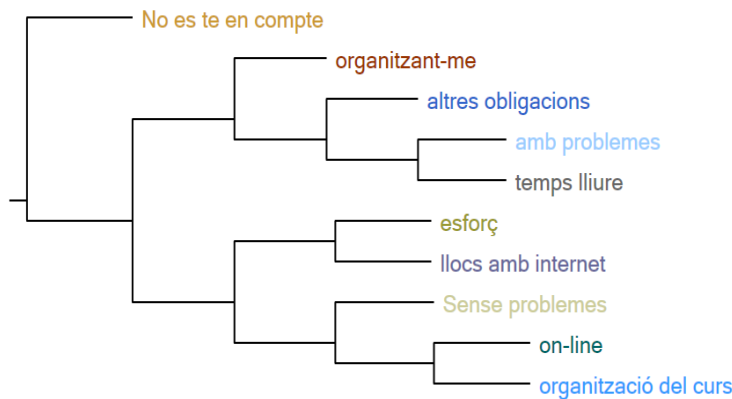 No es te en compte
organitzant-me
altres obligacions
amb problemes
temps lliure
esforç
llocs amb internet
Sense problemes
on-line
organització del curs